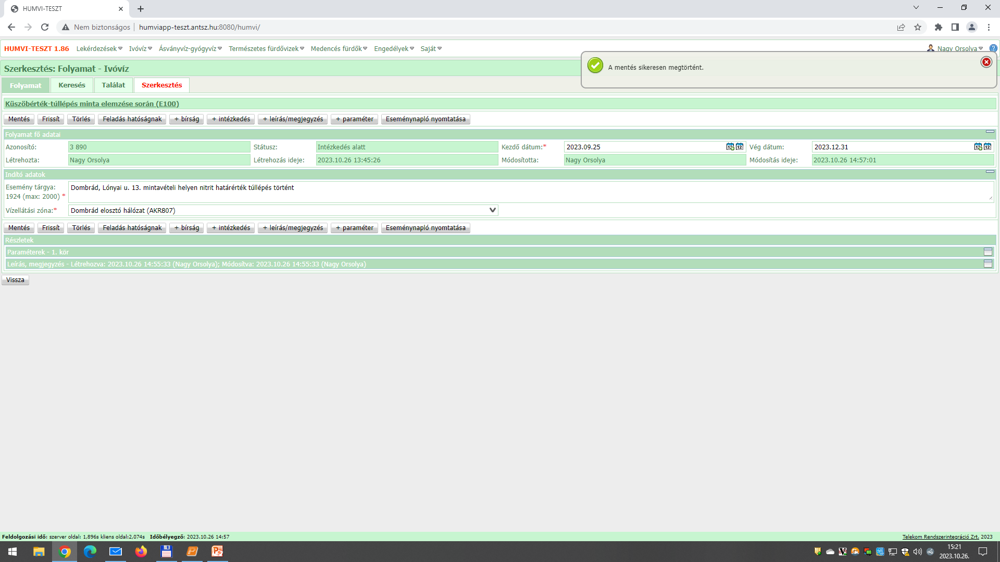 HUMVI-TESZT
Nem biztonságos humviapp-teszt.antsz.hu:8080/humvi/
HUMVI-TESZT 1.86 Lekérdezések Ivóvíz Ásványvíz-gyógyvíz Természetes fürdővizek Medencés fürdők Engedélyek Saját Nagy Orsolya
Szerkesztés: Folyamat - Ivóvíz
A mentés sikeresen megtörtént.
Folyamat Keresés Találat Szerkesztés
Küszöbérték-túllépés minta elemzése során (E100)
Mentés Frissít Törlés Feladás hatóságnak + bírság + intézkedés + leírás/megjegyzés + paraméter Eseménynapló nyomtatása
Folyamat fő adatai
Azonosító: 3 890 Státusz: Intézkedés alatt Kezdő dátum:* 2023.09.25 Vég dátum: 2023.12.31
Létrehozta: Nagy Orsolya Létrehozás ideje: 2023.10.26 13:45:26 Módosította: Nagy Orsolya Módosítás ideje: 2023.10.26 14:57:01
Indító adatok
Esemény tárgya: Dombrád, Lónyai u. 13. mintavételi helyen nitrit határérték túllépés történt
1924 (max: 2000) *
Vízellátási zóna:* Dombrád elosztó hálózat (AKR807)
Mentés Frissít Törlés Feladás hatóságnak + bírság + intézkedés + leírás/megjegyzés + paraméter Eseménynapló nyomtatása
Részletek
Paraméterek - 1. kör
Leírás, megjegyzés - Létrehozva: 2023.10.26 14:55:33 (Nagy Orsolya); Módosítva: 2023.10.26 14:55:33 (Nagy Orsolya)
Vissza
Feldolgozási idő: szerver oldal: 1,896s kliens oldal:2,074s Időbélyegző: 2023.10.26 14:57 Telekom Rendszerintegráció Zrt. 2023
15:21
2023.10.26.